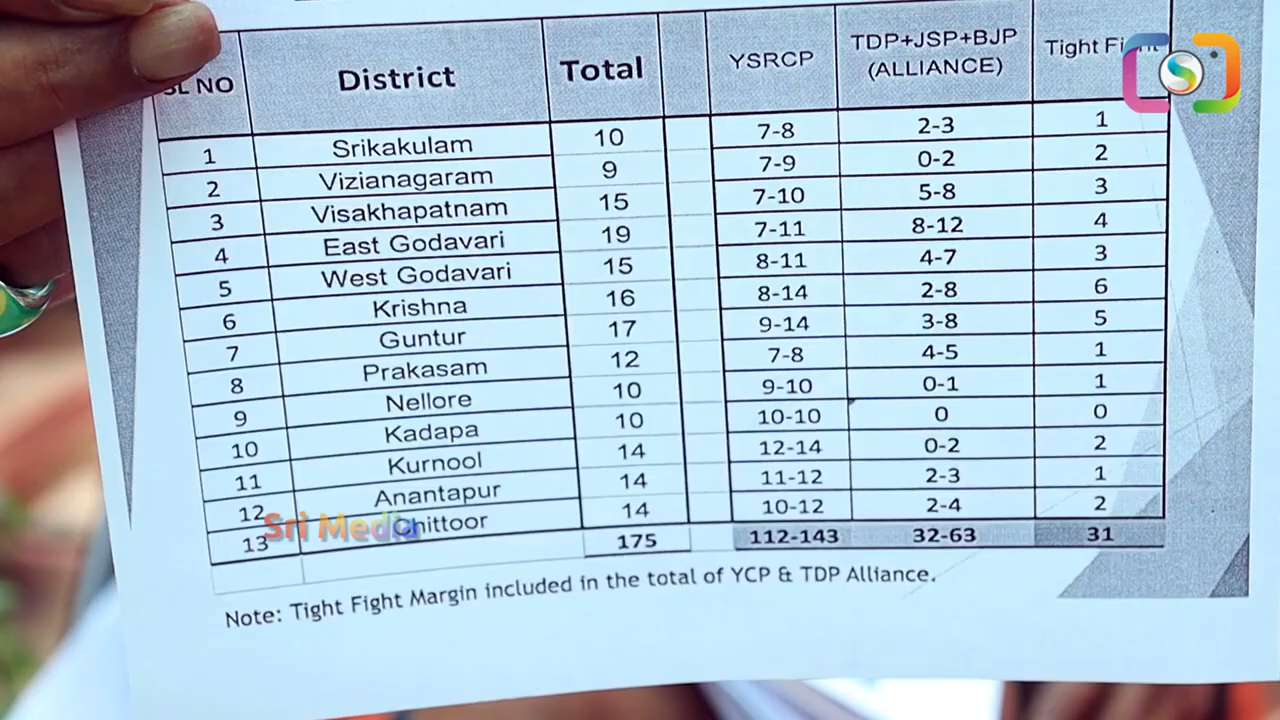 SL NO District Total YSRCP TDP+JSP+BJP (ALLIANCE) Tight Fight
1 Srikakulam 10 7-8 2-3 1
2 Vizianagaram 9 7-9 0-2 2
3 Visakhapatnam 15 7-10 5-8 3
4 East Godavari 19 7-11 8-12 4
5 West Godavari 15 8-11 4-7 3
6 Krishna 16 8-14 2-8 6
7 Guntur 17 9-14 3-8 5
8 Prakasam 12 7-8 4-5 1
9 Nellore 10 9-10 0-1 1
10 Kadapa 10 10-10 0 0
11 Kurnool 14 12-14 0-2 2
12 Anantapur 14 11-12 2-3 1
13 Chittoor 14 10-12 2-4 2
175 112-143 32-63 31
Note: Tight Fight Margin included in the total of YCP & TDP Alliance.
Sri Media